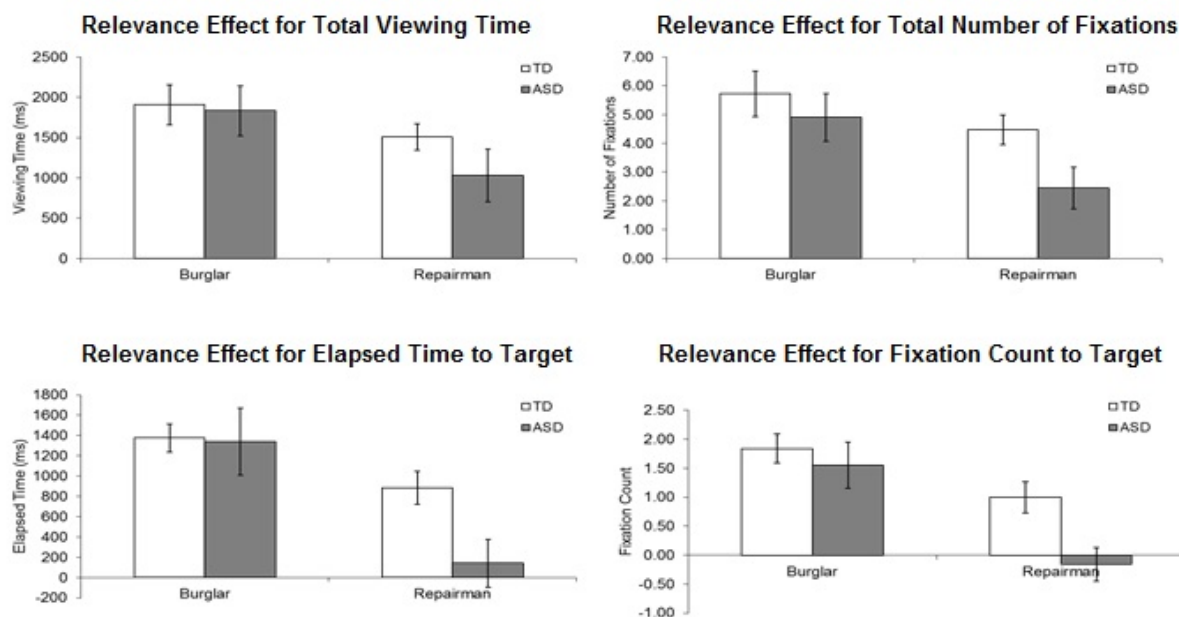 Relevance Effect for Total Viewing Time
2500
2000
1500
1000
500
0
Viewing Time (ms)
TD
ASD
Burglar
Repairman
Relevance Effect for Total Number of Fixations
7.00
6.00
5.00
4.00
3.00
2.00
1.00
0.00
Number of Fixations
TD
ASD
Burglar
Repairman
Relevance Effect for Elapsed Time to Target
1800
1600
1400
1200
1000
800
600
400
200
0
-200
Elapsed Time (ms)
TD
ASD
Burglar
Repairman
Relevance Effect for Fixation Count to Target
2.50
2.00
1.50
1.00
0.50
0.00
-0.50
-1.00
Fixation Count
TD
ASD
Burglar
Repairman